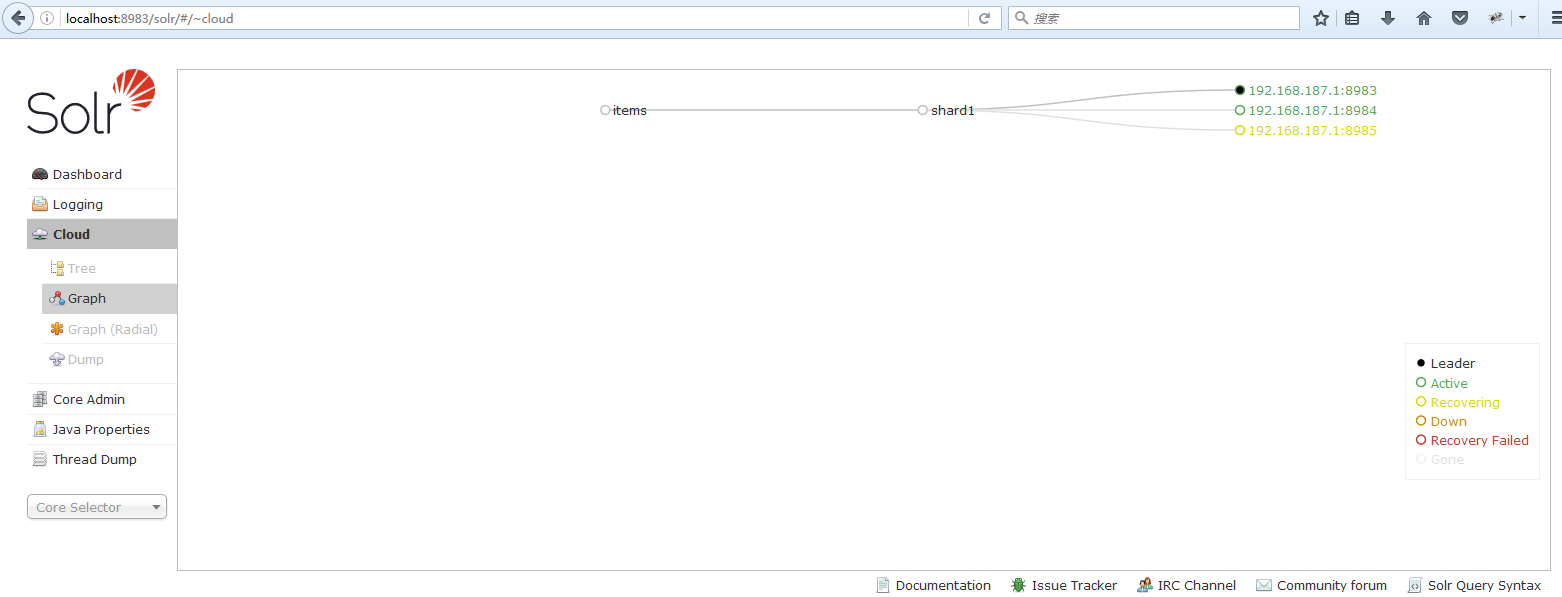 localhost:8983/solr/#/~cloud
搜索
Solr
Dashboard
Logging
Cloud
Tree
Graph
Graph (Radial)
Dump
Core Admin
Java Properties
Thread Dump
Core Selector
items
shard1
192.168.187.1:8983
192.168.187.1:8984
192.168.187.1:8985
Leader
Active
Recovering
Down
Recovery Failed
Gone
Documentation Issue Tracker IRC Channel Community forum Solr Query Syntax